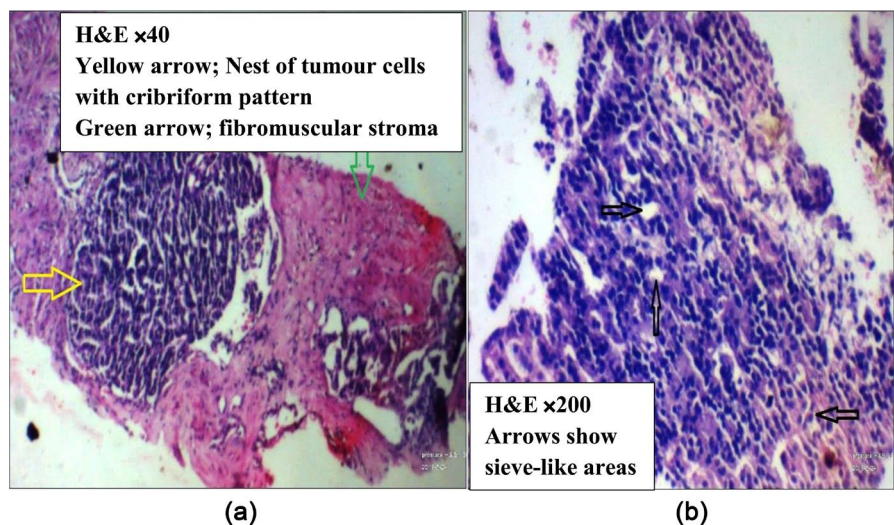 H&E ×40
Yellow arrow; Nest of tumour cells
with cribriform pattern
Green arrow; fibromuscular stroma
H&E ×200
Arrows show
sieve-like areas
(a)
(b)